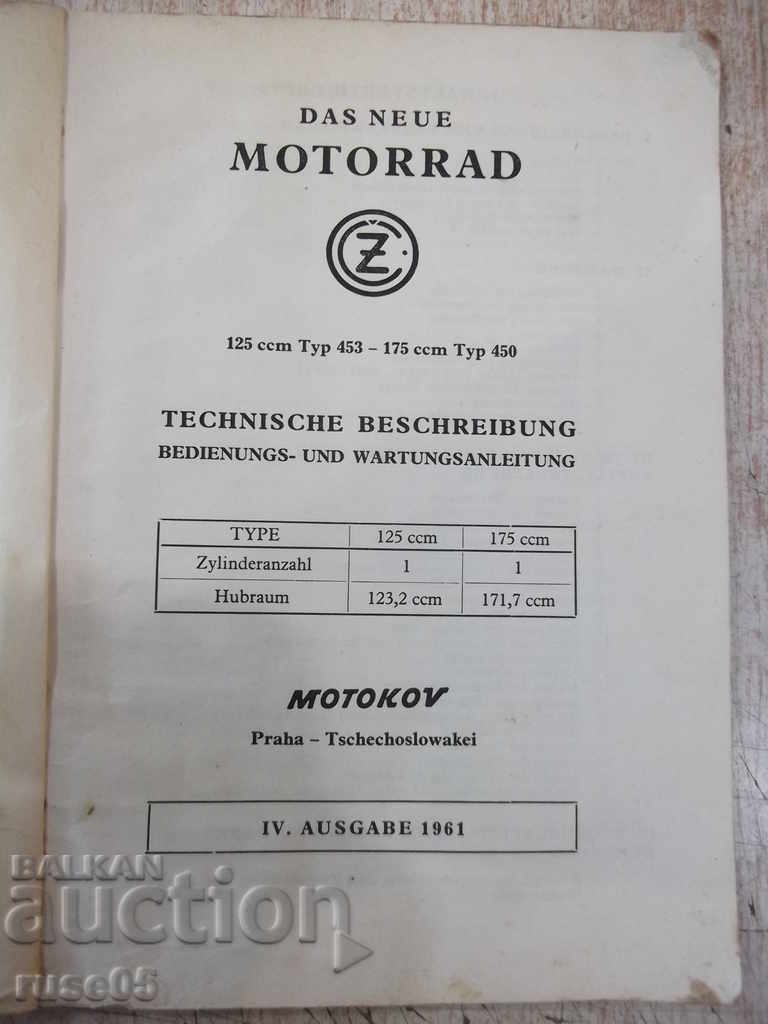 DAS NEUE
MOTORRAD
ČZ
125 ccm Typ 453 – 175 ccm Typ 450
TECHNISCHE BESCHREIBUNG
BEDIENUNGS- UND WARTUNGSANLEITUNG
TYPE 125 ccm 175 ccm
Zylinderanzahl 1 1
Hubraum 123,2 ccm 171,7 ccm
MOTOKOV
Praha – Tschechoslowakei
IV. AUSGABE 1961
BALKAN
auction
ruse05